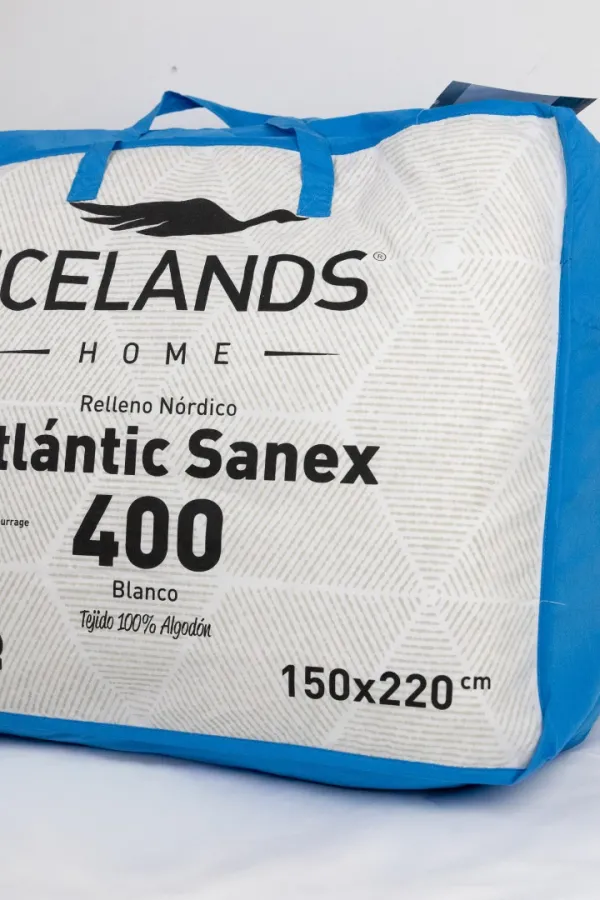 ICELANDS®
HOME
Relleno Nórdico
tlántic Sanex
urrage
400
Blanco
Tejido 100% Algodón
150x220 cm